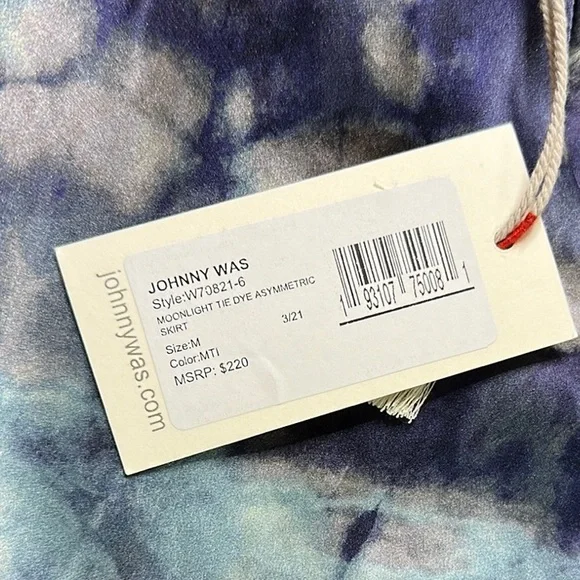 JOHNNY WAS
Style:W70821-6
MOONLIGHT TIE DYE ASYMMETRIC
SKIRT
3/21
Size:M
Color:MTI
MSRP: $220
1 93107 75008 1
johnnywas.com